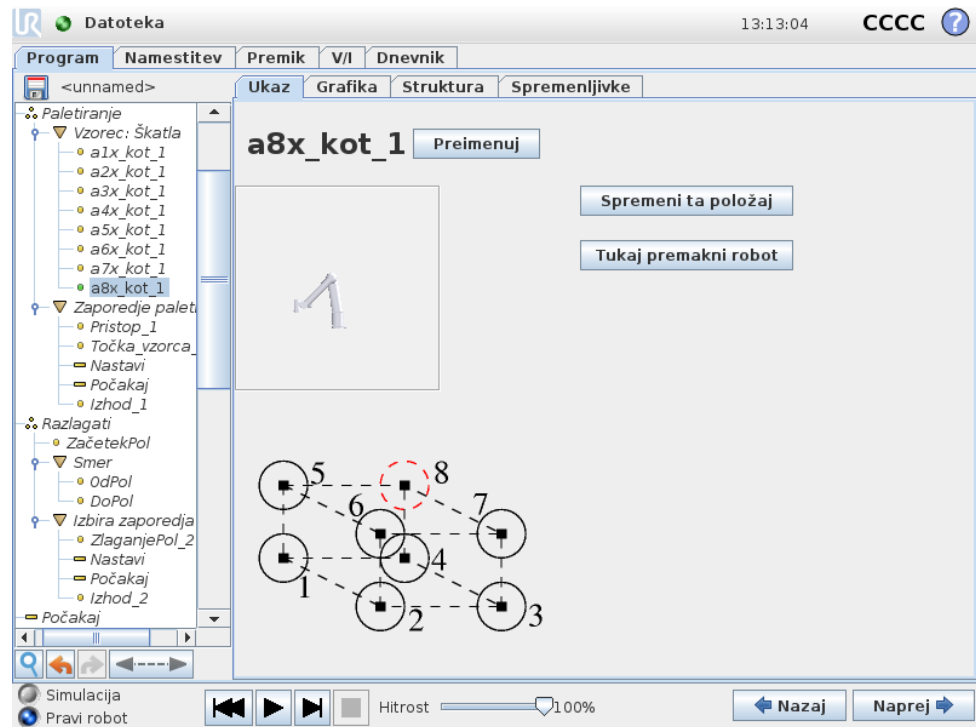 UR Datoteka 13:13:04 CCCC ?
Program Namestitev Premik V/I Dnevnik
<unnamed>
Ukaz Grafika Struktura Spremenljivke
Paletiranje
Vzorec: Škatla
a1x_kot_1
a2x_kot_1
a3x_kot_1
a4x_kot_1
a5x_kot_1
a6x_kot_1
a7x_kot_1
a8x_kot_1
Zaporedje paleti
Pristop_1
Točka_vzorca_
Nastavi
Počakaj
Izhod_1
Razlagati
ZačetekPol
Smer
OdPol
DoPol
Izbira zaporedja
ZlaganjePol_2
Nastavi
Počakaj
Izhod_2
Počakaj
a8x_kot_1 Preimenuj
Spremeni ta položaj
Tukaj premakni robot
5 8
6 7
4
1 2 3
Simulacija
Pravi robot
Hitrost 100%
Nazaj Naprej